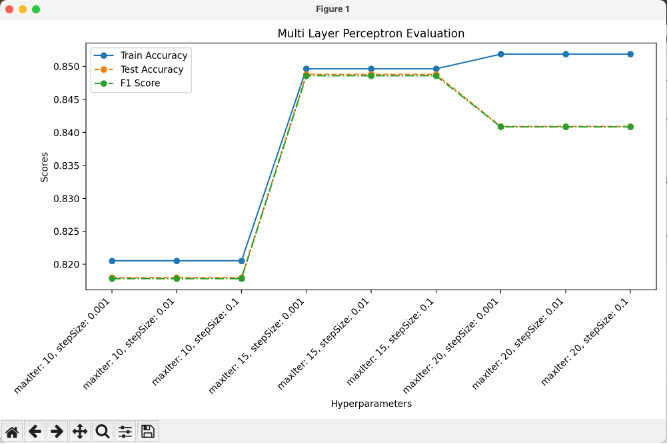 Figure 1
Multi Layer Perceptron Evaluation
Train Accuracy
Test Accuracy
F1 Score
0.850
0.845
0.840
0.835
0.830
0.825
0.820
Scores
maxIter: 10, stepSize: 0.001
maxIter: 10, stepSize: 0.01
maxIter: 10, stepSize: 0.1
maxIter: 15, stepSize: 0.001
maxIter: 15, stepSize: 0.01
maxIter: 15, stepSize: 0.1
maxIter: 20, stepSize: 0.001
maxIter: 20, stepSize: 0.01
maxIter: 20, stepSize: 0.1
Hyperparameters